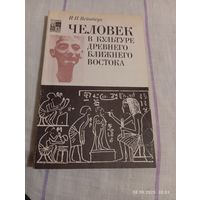 И. П. Вейнберг
ЧЕЛОВЕК
В КУЛЬТУРЕ
ДРЕВНЕГО
БЛИЖНЕГО
ВОСТОКА